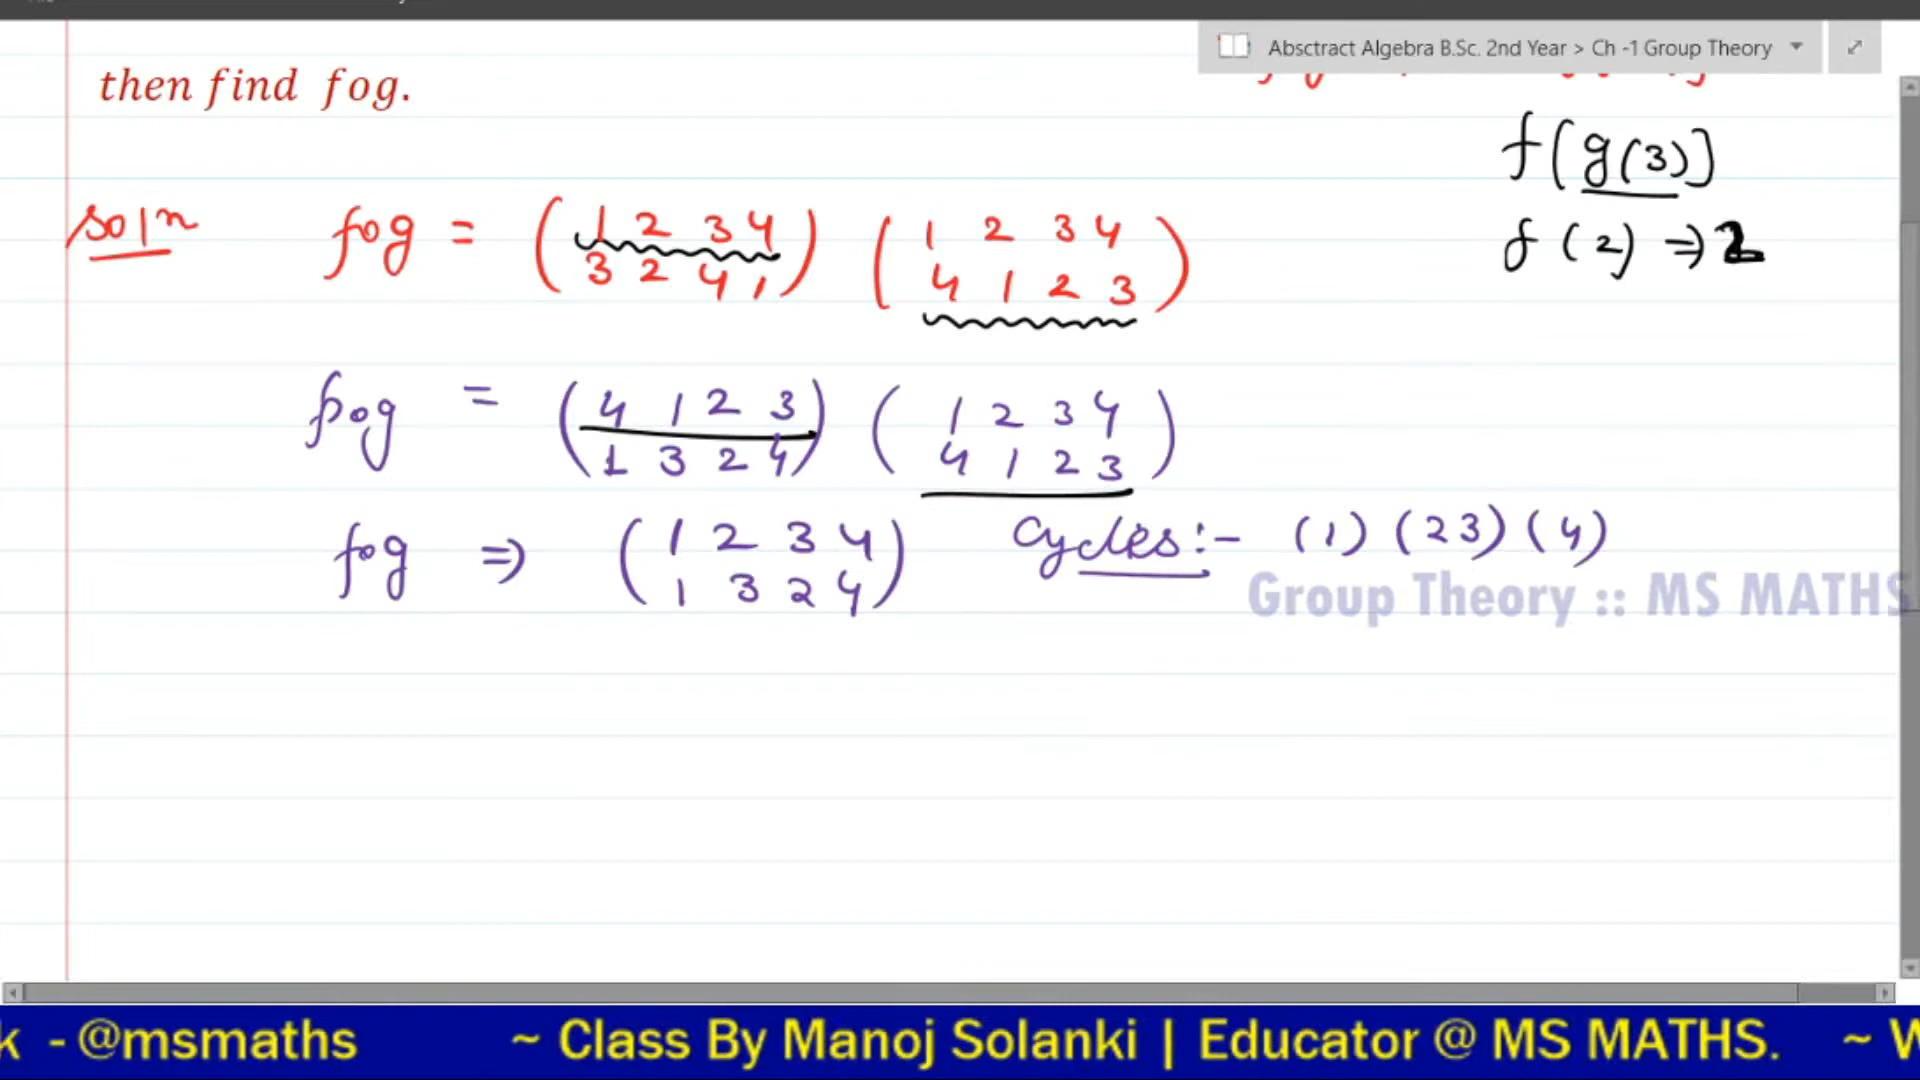 Absctract Algebra B.Sc. 2nd Year > Ch -1 Group Theory
then find fog.
f(g(3)]
f(2) ⇒ 2
soln fog = (1 2 3 4) (1 2 3 4)
3 2 4 1 4 1 2 3
fog = (4 1 2 3) (1 2 3 4)
1 3 2 4 4 1 2 3
fog ⇒ (1 2 3 4) Cycles:- (1) (2 3) (4)
1 3 2 4
Group Theory :: MS MATHS
k - @msmaths ~ Class By Manoj Solanki | Educator @ MS MATHS. ~ W